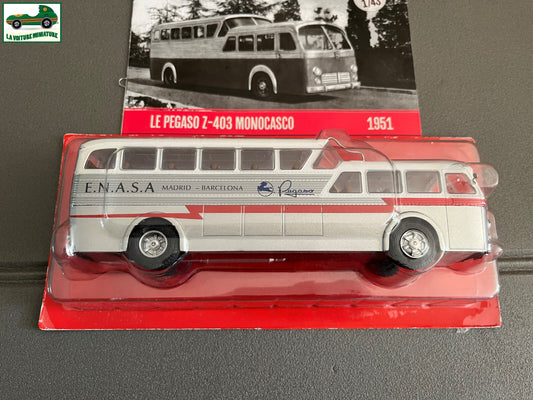 LA VOITURE MINIATURE
1/43
LE PEGASO Z-403 MONOCASCO 1951
E.N.A.S.A MADRID - BARCELONA Pegaso